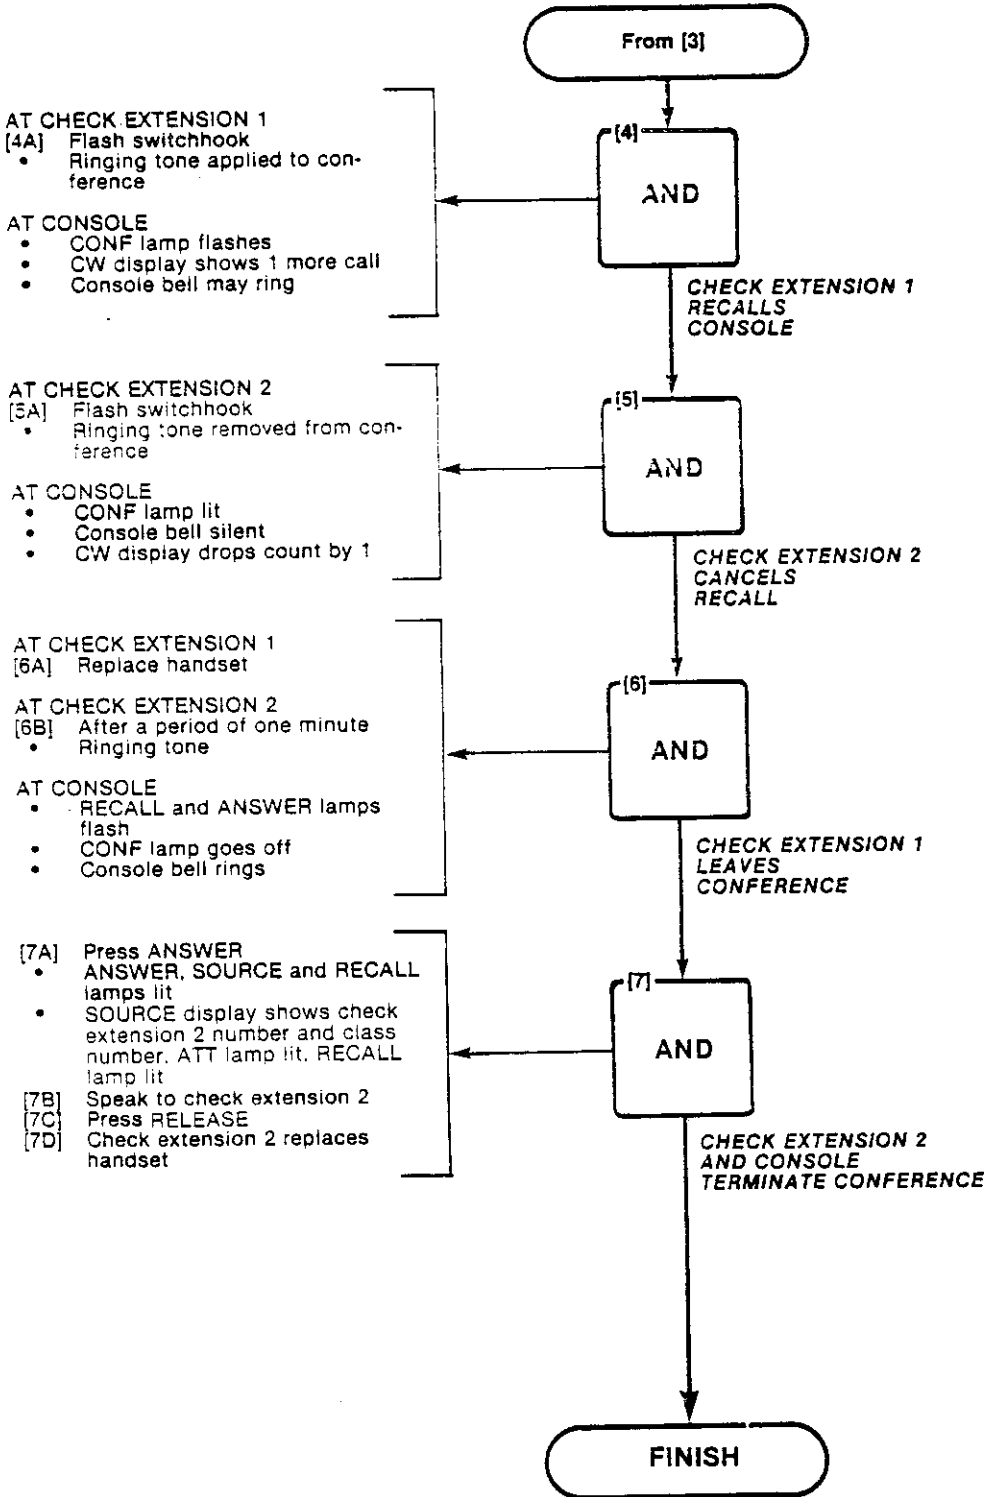 From [3]
AT CHECK EXTENSION 1
[4A] Flash switchhook
• Ringing tone applied to con-
ference
AT CONSOLE
• CONF lamp flashes
• CW display shows 1 more call
• Console bell may ring
[4]
AND
CHECK EXTENSION 1
RECALLS
CONSOLE
AT CHECK EXTENSION 2
[5A] Flash switchhook
• Ringing tone removed from con-
ference
AT CONSOLE
• CONF lamp lit
• Console bell silent
• CW display drops count by 1
[5]
AND
CHECK EXTENSION 2
CANCELS
RECALL
AT CHECK EXTENSION 1
[6A] Replace handset
AT CHECK EXTENSION 2
[6B] After a period of one minute
• Ringing tone
AT CONSOLE
• RECALL and ANSWER lamps
flash
• CONF lamp goes off
• Console bell rings
[6]
AND
CHECK EXTENSION 1
LEAVES
CONFERENCE
[7A] Press ANSWER
• ANSWER, SOURCE and RECALL
lamps lit
• SOURCE display shows check
extension 2 number and class
number. ATT lamp lit. RECALL
lamp lit
[7B] Speak to check extension 2
[7C] Press RELEASE
[7D] Check extension 2 replaces
handset
[7]
AND
CHECK EXTENSION 2
AND CONSOLE
TERMINATE CONFERENCE
FINISH